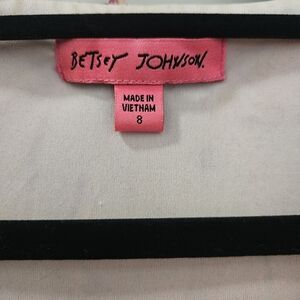 BETSEY JOHNSON.
MADE IN
VIETNAM
8